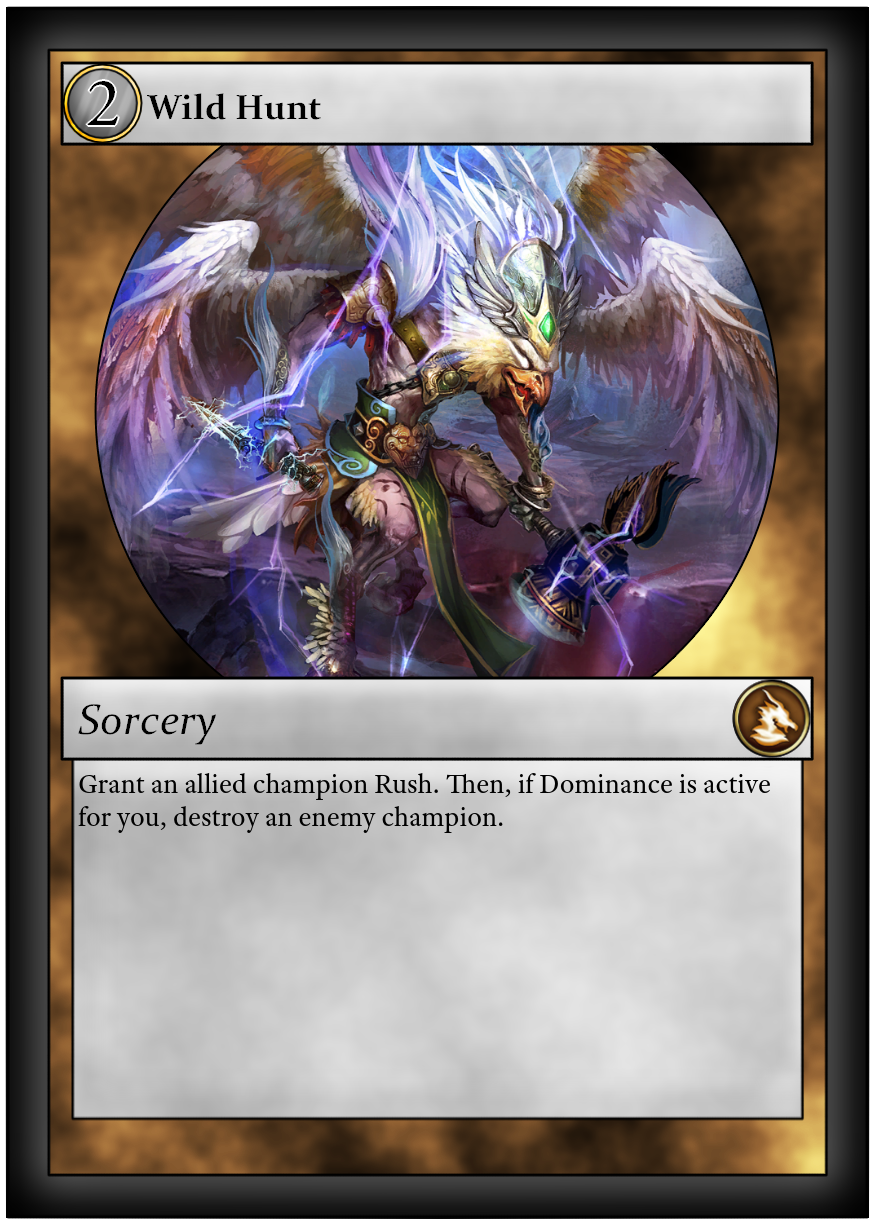 2 Wild Hunt
Sorcery
Grant an allied champion Rush. Then, if Dominance is active
for you, destroy an enemy champion.